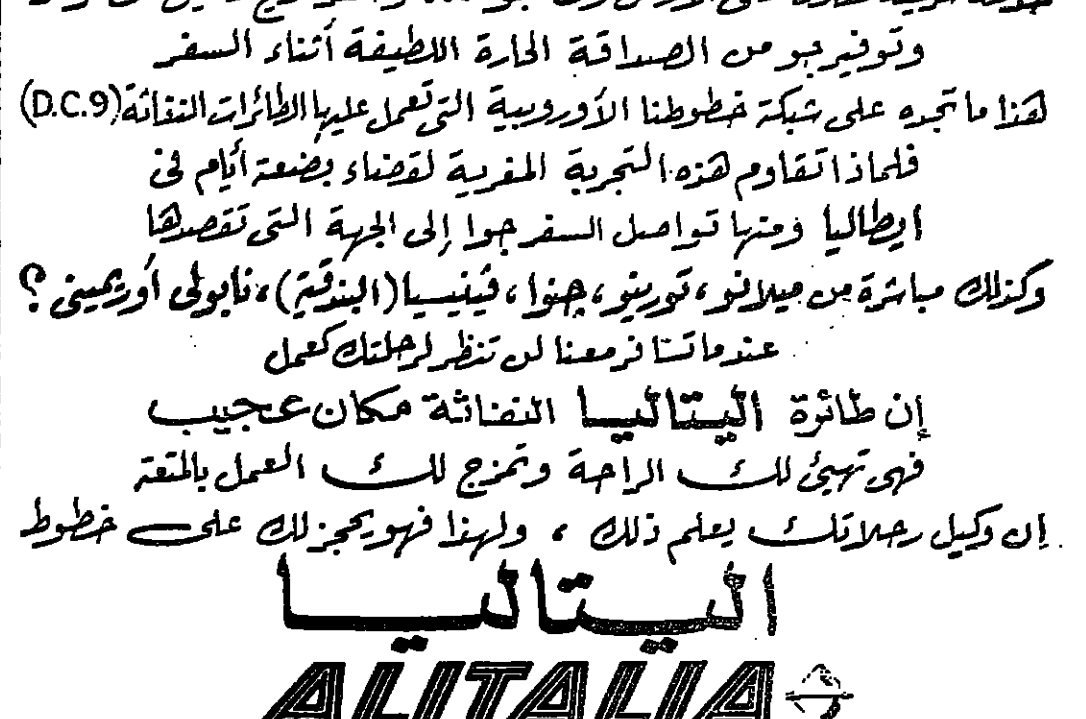 وتوفير جو من الصداقة الحارة اللطيفة أثناء السفر
هذا ما تجده على شبكة خطوطنا الأوروبية التى تعمل عليها الطائرات النفاثة (D.C.9)
فلماذا تقاوم هذه التجربة المغرية لقضاء بضعة أيام فى
ايطاليا ومنها تواصل السفر جوا إلى الجهة التى تقصدها
وكذلك مباشرة من ميلانو، تورينو، جنوا، ڤينيسيا (البندقية)، نابولى أو ريمينى؟
عندما تسافر معنا لن تنظر لرحلتك كعمل
إن طائرة اليتاليا النفاثة مكان عجيب
فهى تهيئ لك الراحة وتمزج لك العمل بالمتعة
إن وكيل رحلاتك يعلم ذلك، ولهذا فهو يحجز لك على خطوط
اليتاليا
ALITALIA